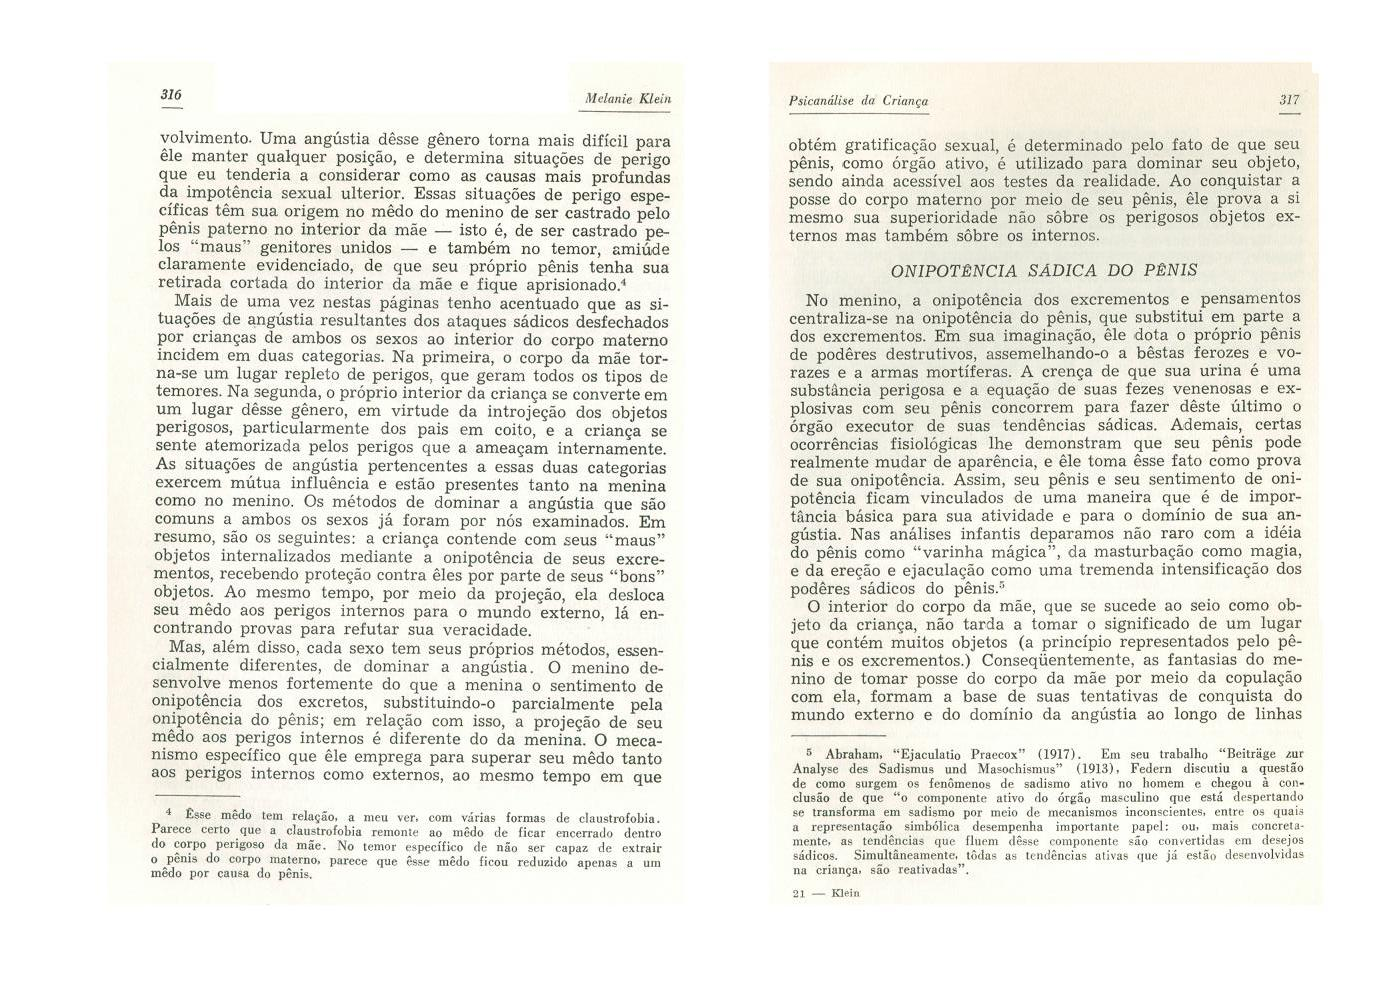 316
Melanie Klein
volvimento. Uma angústia dêsse gênero torna mais difícil para
êle manter qualquer posição, e determina situações de perigo
que eu tenderia a considerar como as causas mais profundas
da impotência sexual ulterior. Essas situações de perigo espe-
cíficas têm sua origem no mêdo do menino de ser castrado pelo
pênis paterno no interior da mãe — isto é, de ser castrado pe-
los “maus” genitores unidos — e também no temor, amiúde
claramente evidenciado, de que seu próprio pênis tenha sua
retirada cortada do interior da mãe e fique aprisionado.⁴
Mais de uma vez nestas páginas tenho acentuado que as si-
tuações de angústia resultantes dos ataques sádicos desfechados
por crianças de ambos os sexos ao interior do corpo materno
incidem em duas categorias. Na primeira, o corpo da mãe tor-
na-se um lugar repleto de perigos, que geram todos os tipos de
temores. Na segunda, o próprio interior da criança se converte em
um lugar dêsse gênero, em virtude da introjeção dos objetos
perigosos, particularmente dos pais em coito, e a criança se
sente atemorizada pelos perigos que a ameaçam internamente.
As situações de angústia pertencentes a essas duas categorias
exercem mútua influência e estão presentes tanto na menina
como no menino. Os métodos de dominar a angústia que são
comuns a ambos os sexos já foram por nós examinados. Em
resumo, são os seguintes: a criança contende com seus “maus”
objetos internalizados mediante a onipotência de seus excre-
mentos, recebendo proteção contra êles por parte de seus “bons”
objetos. Ao mesmo tempo, por meio da projeção, ela desloca
seu mêdo aos perigos internos para o mundo externo, lá en-
contrando provas para refutar sua veracidade.
Mas, além disso, cada sexo tem seus próprios métodos, essen-
cialmente diferentes, de dominar a angústia. O menino de-
senvolve menos fortemente do que a menina o sentimento de
onipotência dos excretos, substituindo-o parcialmente pela
onipotência do pênis; em relação com isso, a projeção de seu
mêdo aos perigos internos é diferente do da menina. O meca-
nismo específico que êle emprega para superar seu mêdo tanto
aos perigos internos como externos, ao mesmo tempo em que
⁴ Êsse mêdo tem relação, a meu ver, com várias formas de claustrofobia.
Parece certo que a claustrofobia remonte ao mêdo de ficar encerrado dentro
do corpo perigoso da mãe. No temor específico de não ser capaz de extrair
o pênis do corpo materno, parece que êsse mêdo ficou reduzido apenas a um
mêdo por causa do pênis.
Psicanálise da Criança
317
obtém gratificação sexual, é determinado pelo fato de que seu
pênis, como órgão ativo, é utilizado para dominar seu objeto,
sendo ainda acessível aos testes da realidade. Ao conquistar a
posse do corpo materno por meio de seu pênis, êle prova a si
mesmo sua superioridade não sôbre os perigosos objetos ex-
ternos mas também sôbre os internos.
ONIPOTÊNCIA SÁDICA DO PÊNIS
No menino, a onipotência dos excrementos e pensamentos
centraliza-se na onipotência do pênis, que substitui em parte a
dos excrementos. Em sua imaginação, êle dota o próprio pênis
de podêres destrutivos, assemelhando-o a bêstas ferozes e vo-
razes e a armas mortíferas. A crença de que sua urina é uma
substância perigosa e a equação de suas fezes venenosas e ex-
plosivas com seu pênis concorrem para fazer dêste último o
órgão executor de suas tendências sádicas. Ademais, certas
ocorrências fisiológicas lhe demonstram que seu pênis pode
realmente mudar de aparência, e êle toma êsse fato como prova
de sua onipotência. Assim, seu pênis e seu sentimento de oni-
potência ficam vinculados de uma maneira que é de impor-
tância básica para sua atividade e para o domínio de sua an-
gústia. Nas análises infantis deparamos não raro com a idéia
do pênis como “varinha mágica”, da masturbação como magia,
e da ereção e ejaculação como uma tremenda intensificação dos
podêres sádicos do pênis.⁵
O interior do corpo da mãe, que se sucede ao seio como ob-
jeto da criança, não tarda a tomar o significado de um lugar
que contém muitos objetos (a princípio representados pelo pê-
nis e os excrementos.) Conseqüentemente, as fantasias do me-
nino de tomar posse do corpo da mãe por meio da copulação
com ela, formam a base de suas tentativas de conquista do
mundo externo e do domínio da angústia ao longo de linhas
⁵ Abraham, “Ejaculatio Praecox” (1917). Em seu trabalho “Beiträge zur
Analyse des Sadismus und Masochismus” (1913), Federn discutiu a questão
de como surgem os fenômenos de sadismo ativo no homem e chegou à con-
clusão de que “o componente ativo do órgão masculino que está despertando
se transforma em sadismo por meio de mecanismos inconscientes, entre os quais
a representação simbólica desempenha importante papel: ou, mais concreta-
mente, as tendências que fluem dêsse componente são convertidas em desejos
sádicos. Simultâneamente, tôdas as tendências ativas que já estão desenvolvidas
na criança, são reativadas”.
21 — Klein